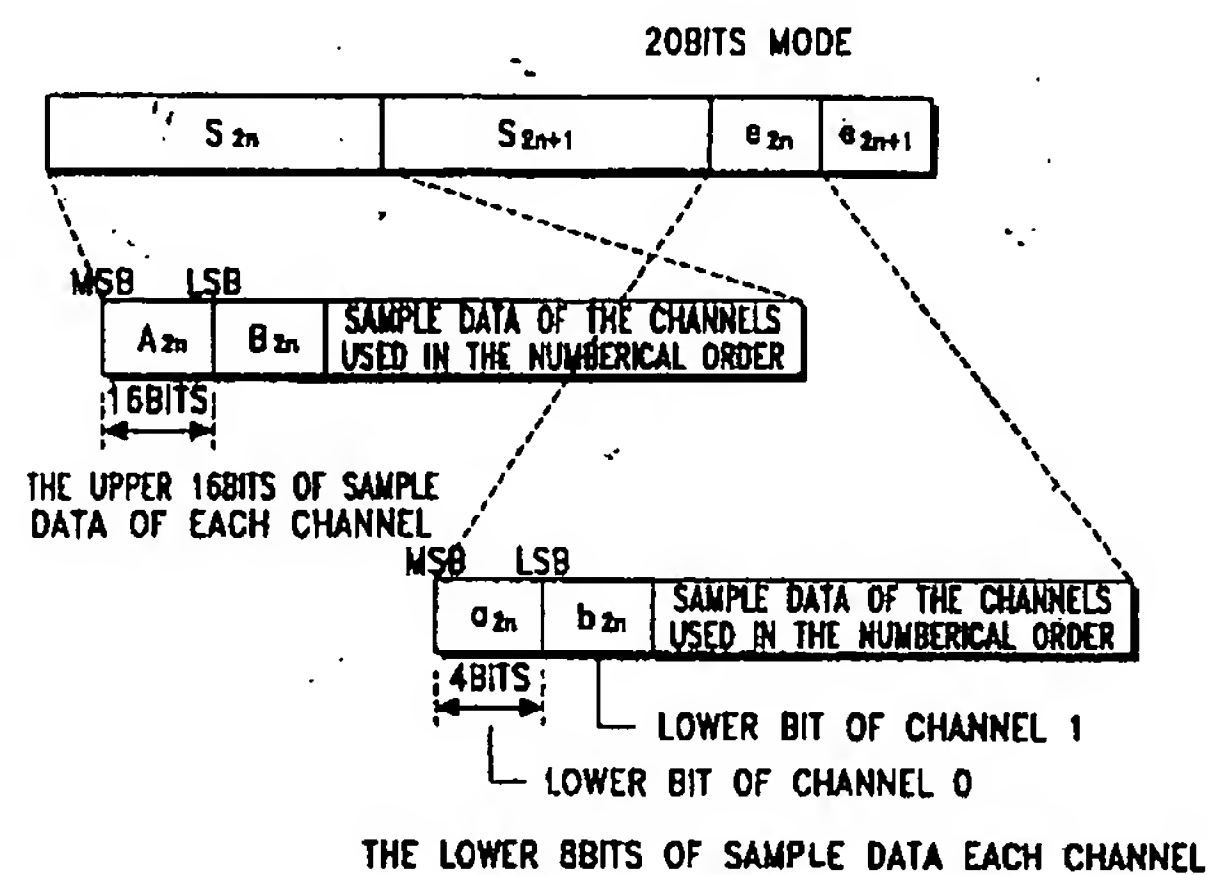 20BITS MODE
S 2n S 2n+1 e 2n e 2n+1
MSB LSB
A 2n B 2n SAMPLE DATA OF THE CHANNELS
USED IN THE NUMBERICAL ORDER
16BITS
THE UPPER 16BITS OF SAMPLE
DATA OF EACH CHANNEL
MSB LSB
a 2n b 2n SAMPLE DATA OF THE CHANNELS
USED IN THE NUMBERICAL ORDER
4BITS
LOWER BIT OF CHANNEL 1
LOWER BIT OF CHANNEL 0
THE LOWER 8BITS OF SAMPLE DATA EACH CHANNEL